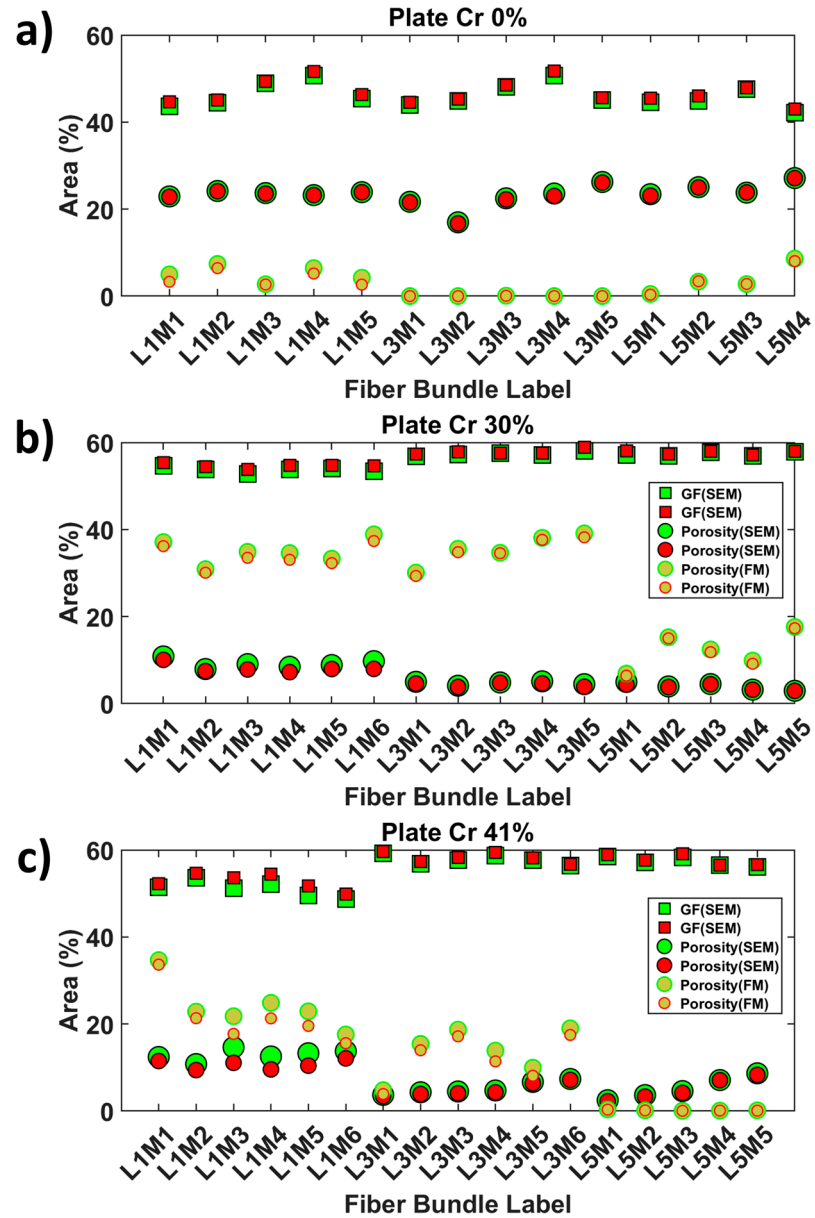 a)
Plate Cr 0%
60
40
20
0
Area (%)
L1M1 L1M2 L1M3 L1M4 L1M5 L3M1 L3M2 L3M3 L3M4 L3M5 L5M1 L5M2 L5M3 L5M4
Fiber Bundle Label
b)
Plate Cr 30%
60
40
20
0
Area (%)
GF(SEM)
GF(SEM)
Porosity(SEM)
Porosity(SEM)
Porosity(FM)
Porosity(FM)
L1M1 L1M2 L1M3 L1M4 L1M5 L1M6 L3M1 L3M2 L3M3 L3M4 L3M5 L5M1 L5M2 L5M3 L5M4 L5M5
Fiber Bundle Label
c)
Plate Cr 41%
60
40
20
0
Area (%)
GF(SEM)
GF(SEM)
Porosity(SEM)
Porosity(SEM)
Porosity(FM)
Porosity(FM)
L1M1 L1M2 L1M3 L1M4 L1M5 L1M6 L3M1 L3M2 L3M3 L3M4 L3M5 L3M6 L5M1 L5M2 L5M3 L5M4 L5M5
Fiber Bundle Label